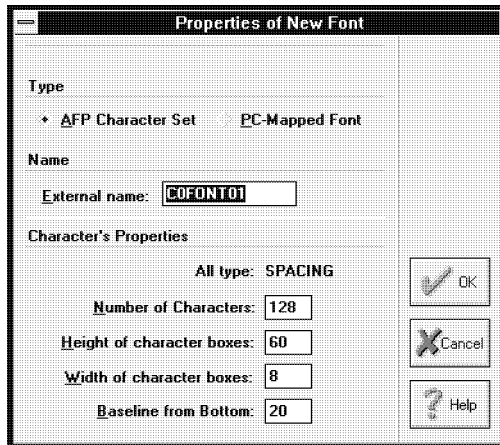 Properties of New Font
Type
AFP Character Set PC-Mapped Font
Name
External name: C0FONT01
Character's Properties
All type: SPACING
Number of Characters: 128
Height of character boxes: 60
Width of character boxes: 8
Baseline from Bottom: 20
OK
Cancel
Help